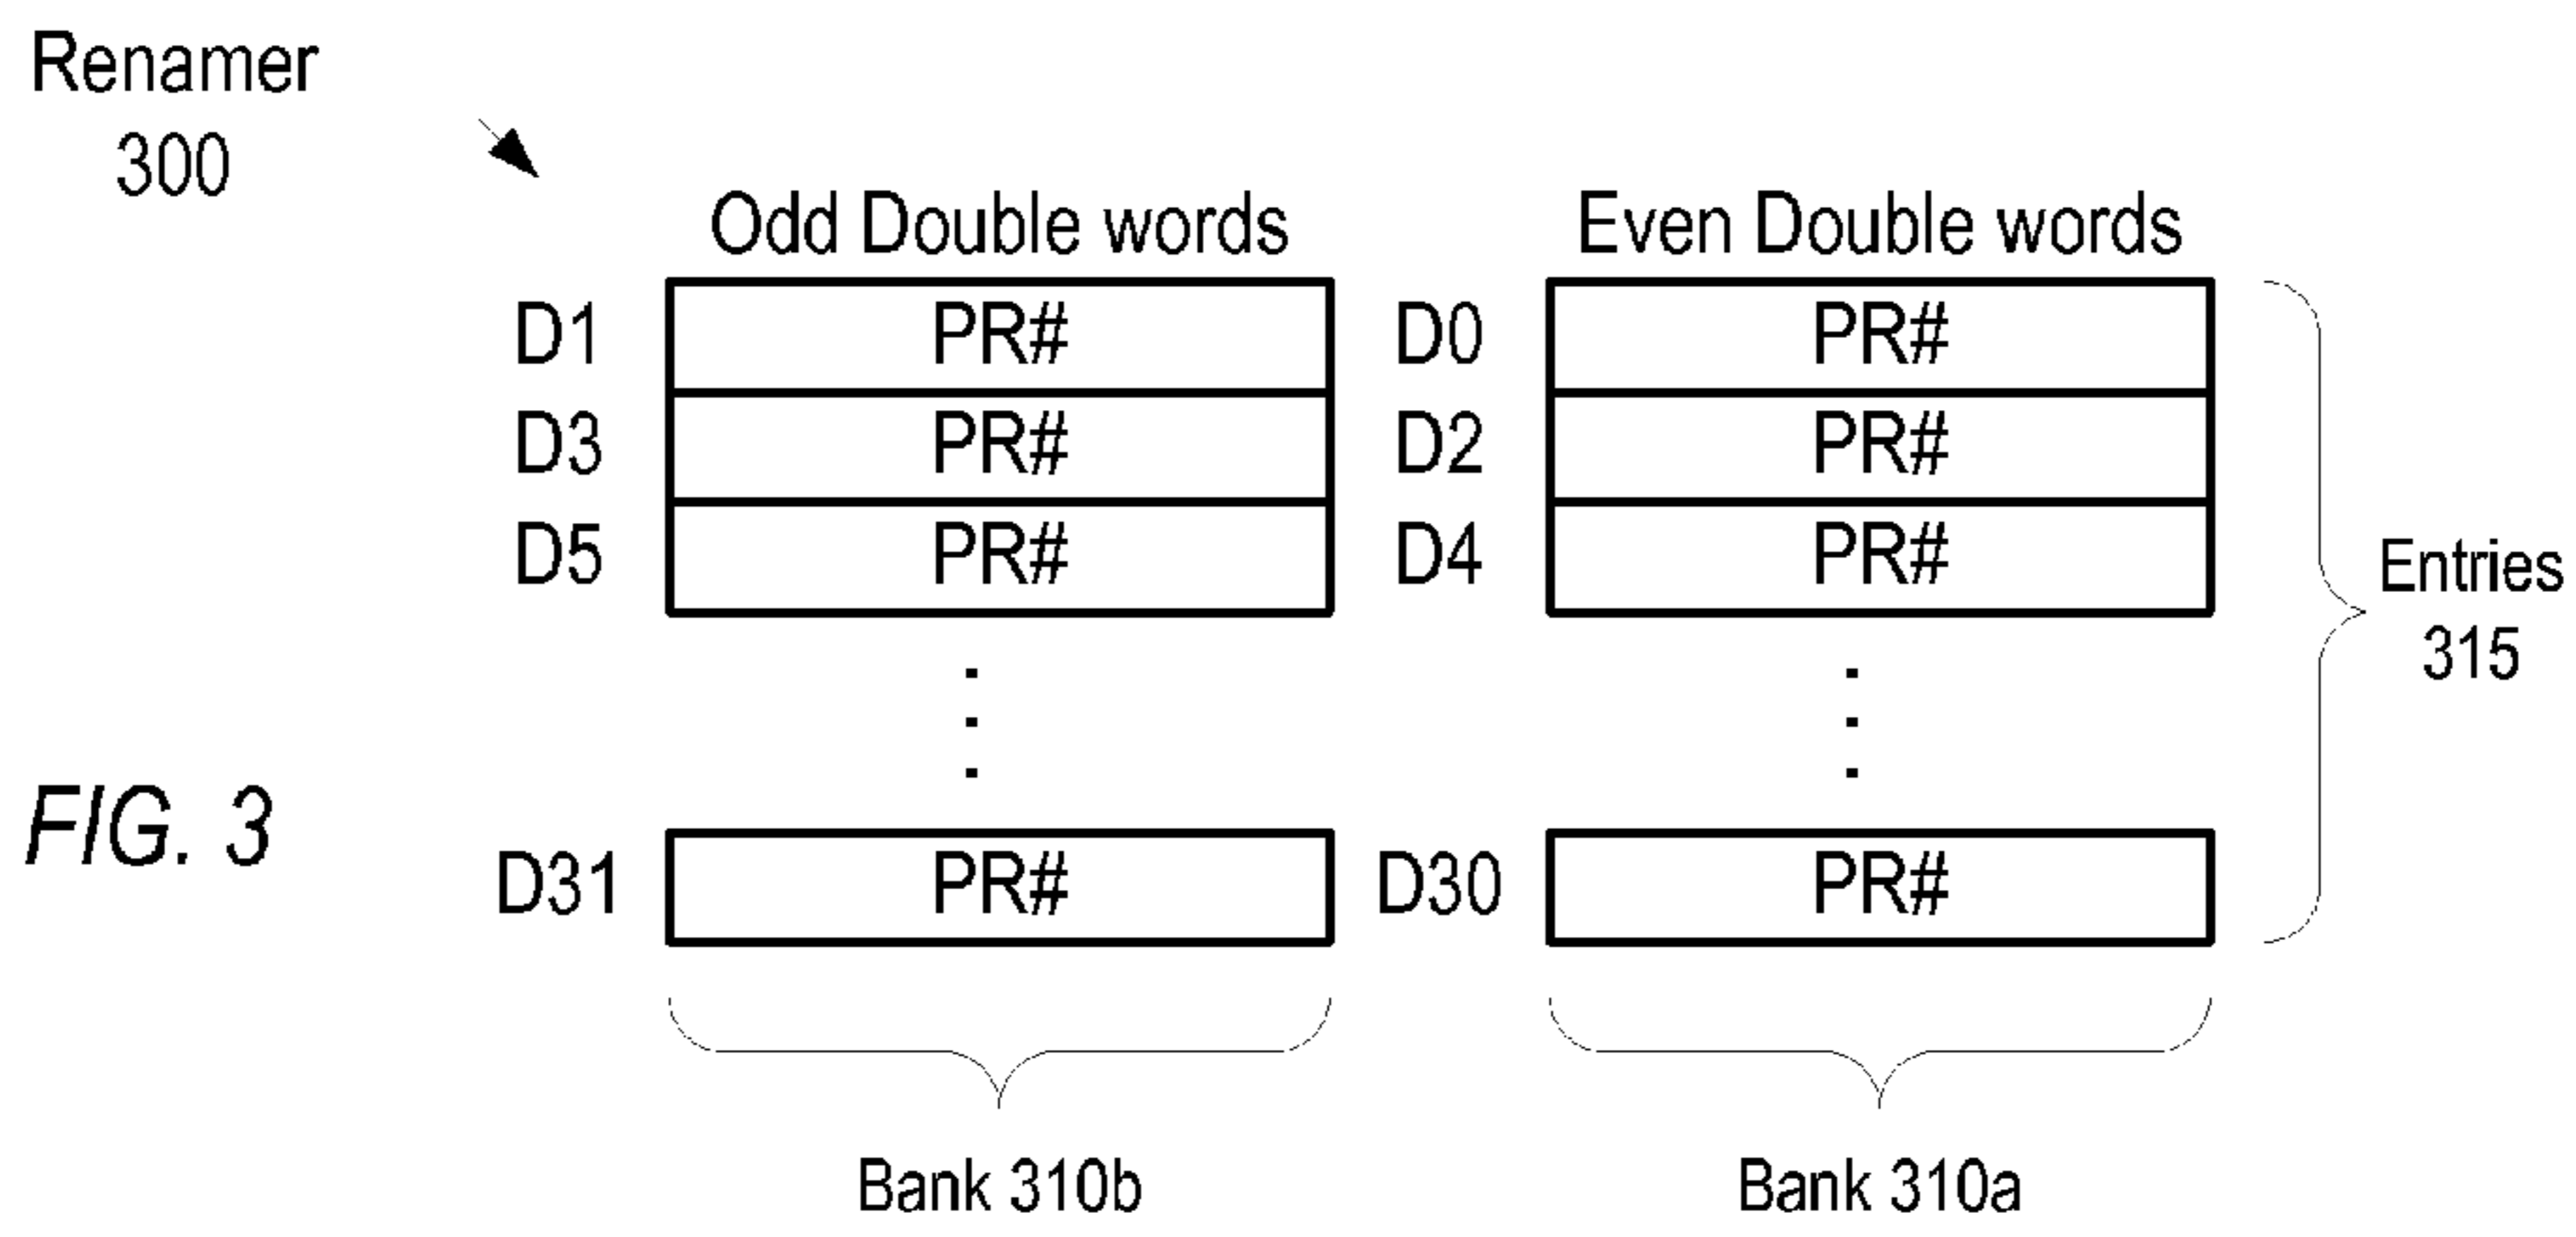 Renamer
300
Odd Double words
Even Double words
D1 PR# D0 PR#
D3 PR# D2 PR#
D5 PR# D4 PR#
Entries
315
D31 PR# D30 PR#
FIG. 3
Bank 310b
Bank 310a